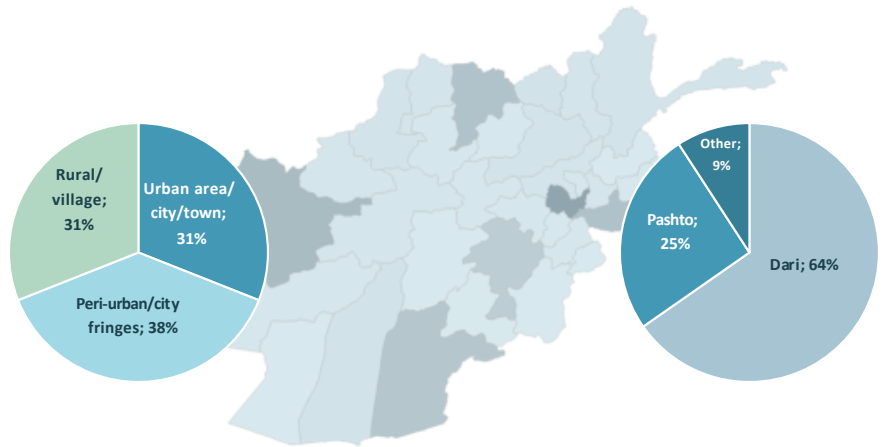 Rural/
village;
31%
Urban area/
city/town;
31%
Peri-urban/city
fringes; 38%
Other;
9%
Pashto;
25%
Dari; 64%